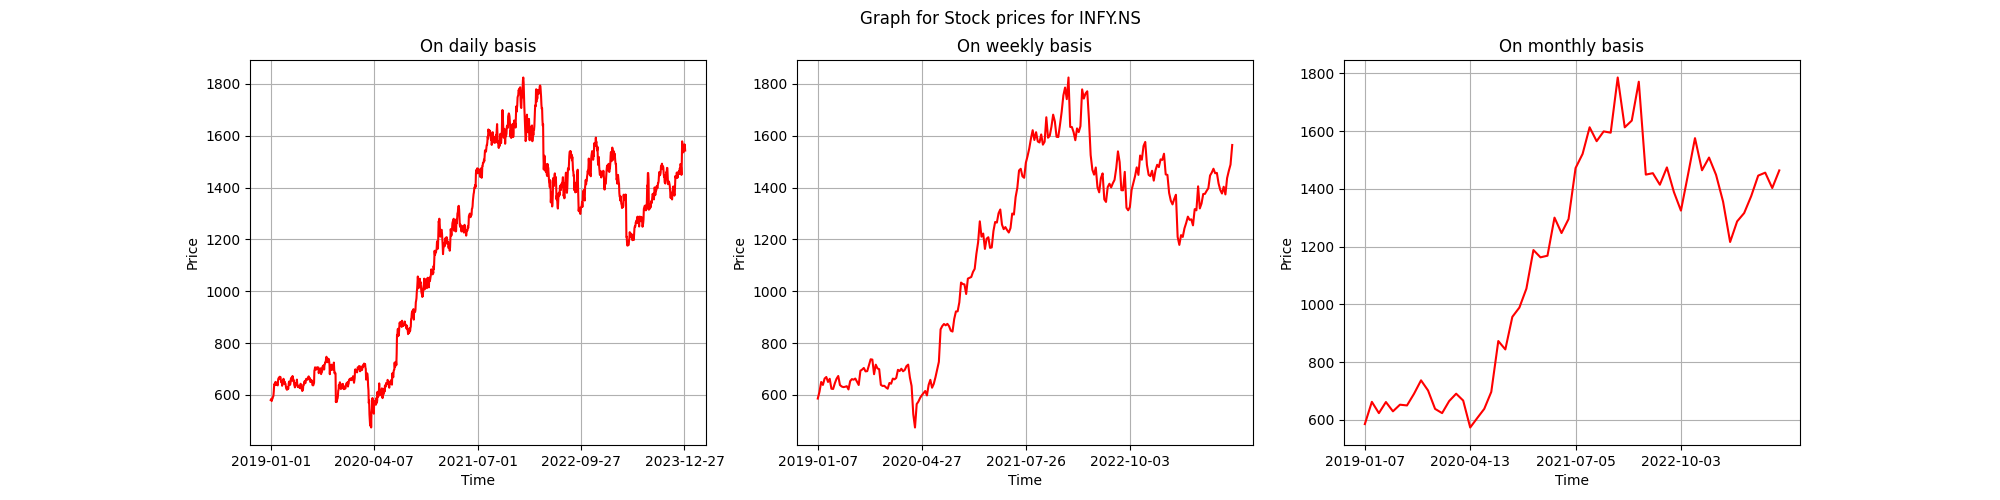 Graph for Stock prices for INFY.NS
On daily basis
1800
1600
1400
1200
1000
800
600
Price
2019-01-01 2020-04-07 2021-07-01 2022-09-27 2023-12-27
Time
On weekly basis
1800
1600
1400
1200
1000
800
600
Price
2019-01-07 2020-04-27 2021-07-26 2022-10-03
Time
On monthly basis
1800
1600
1400
1200
1000
800
600
Price
2019-01-07 2020-04-13 2021-07-05 2022-10-03
Time